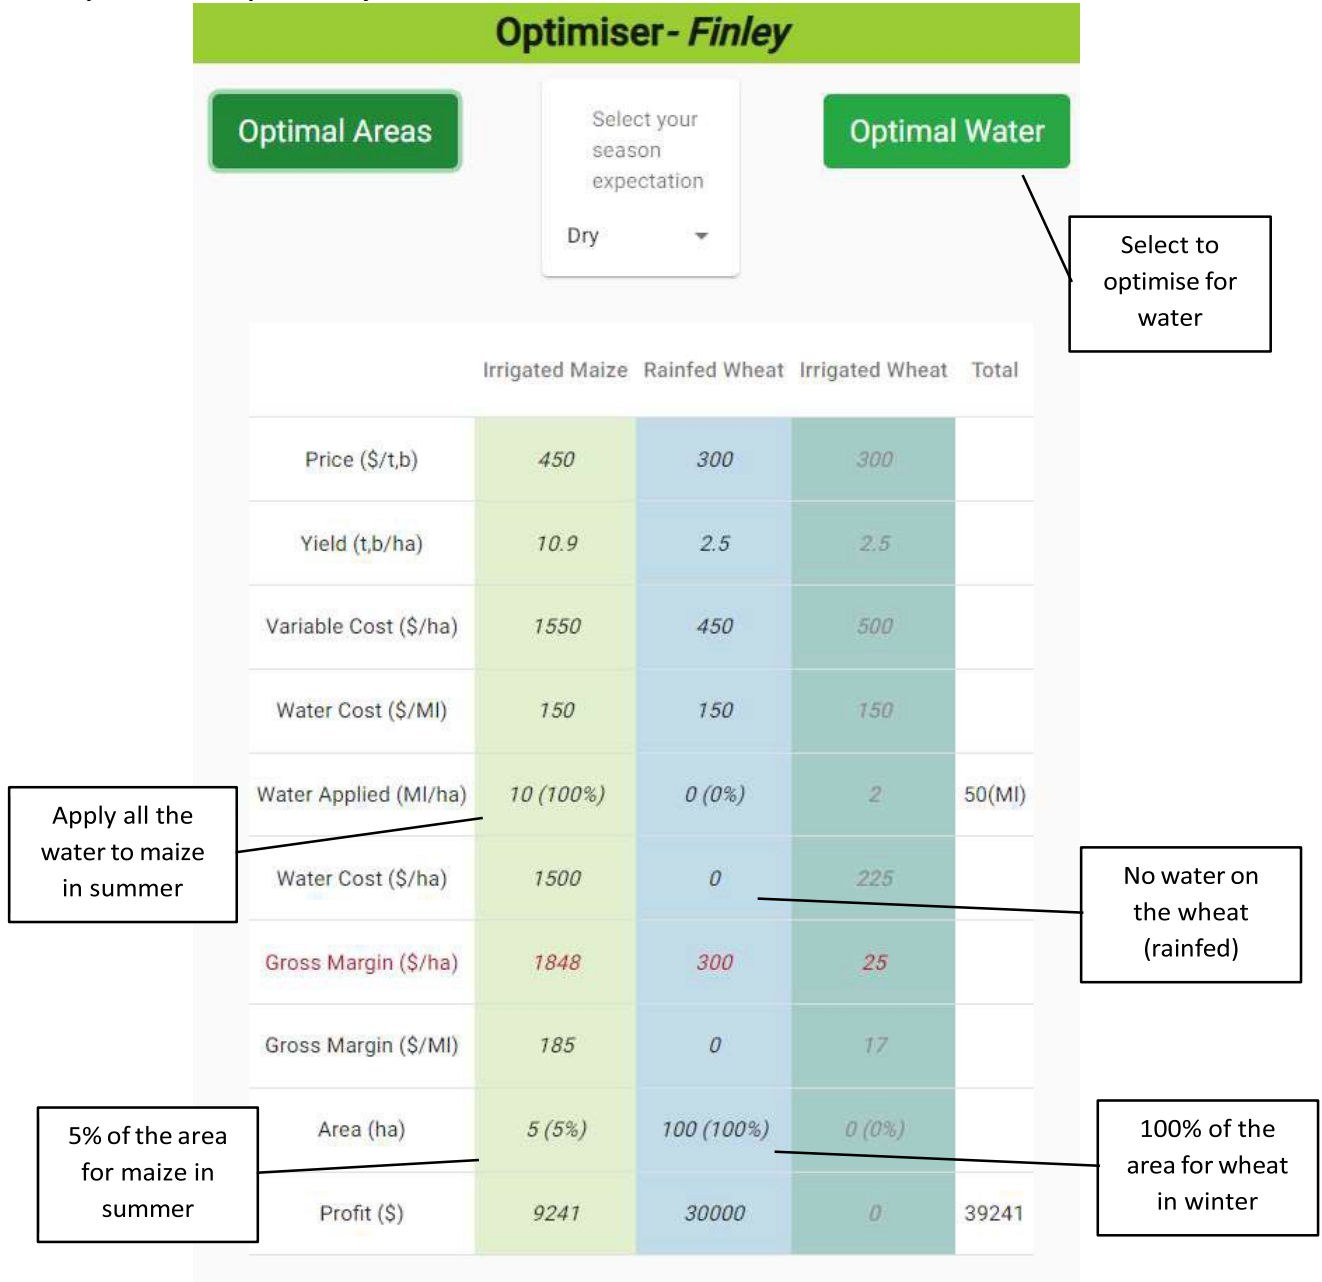 Optimiser- Finley
Optimal Areas
Select your
season
expectation
Dry
Optimal Water
Select to
optimise for
water
Irrigated Maize Rainfed Wheat Irrigated Wheat Total
Price ($/t,b) 450 300 300
Yield (t,b/ha) 10.9 2.5 2.5
Variable Cost ($/ha) 1550 450 500
Water Cost ($/Ml) 150 150 150
Water Applied (Ml/ha) 10 (100%) 0 (0%) 2 50(Ml)
Apply all the
water to maize
in summer
Water Cost ($/ha) 1500 0 225
No water on
the wheat
(rainfed)
Gross Margin ($/ha) 1848 300 25
Gross Margin ($/Ml) 185 0 17
Area (ha) 5 (5%) 100 (100%) 0 (0%)
5% of the area
for maize in
summer
100% of the
area for wheat
in winter
Profit ($) 9241 30000 0 39241